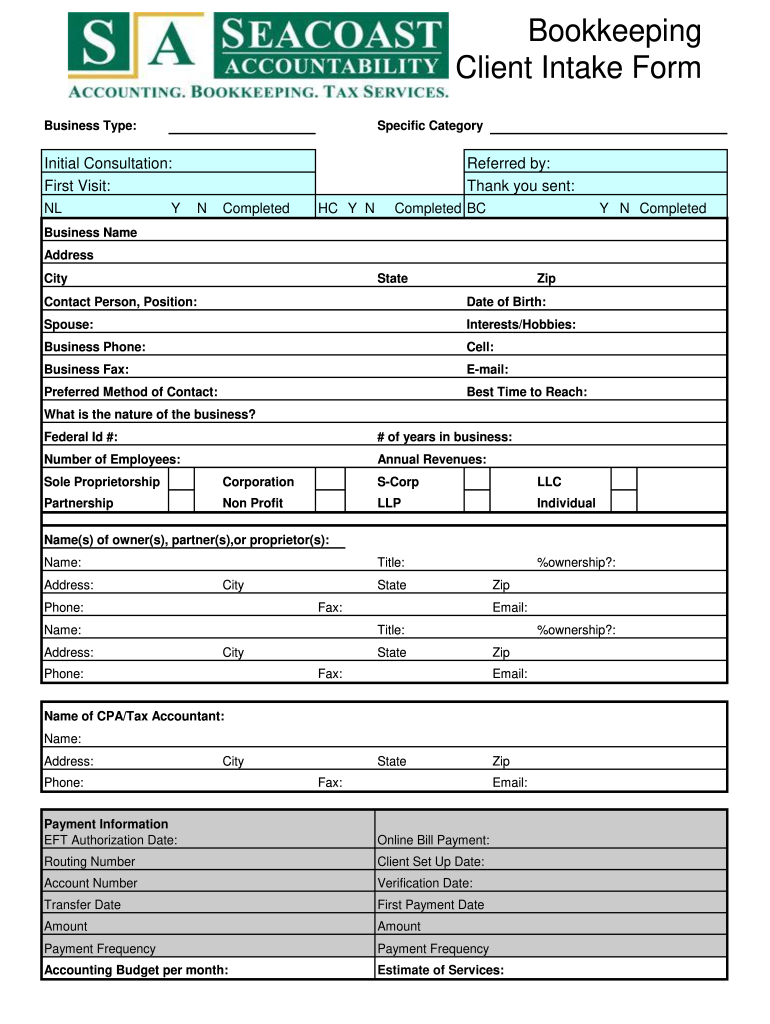 S A SEACOAST
ACCOUNTABILITY
ACCOUNTING. BOOKKEEPING. TAX SERVICES.
Bookkeeping
Client Intake Form
Business Type: Specific Category
Initial Consultation: Referred by:
First Visit: Thank you sent:
NL Y N Completed HC Y N Completed BC Y N Completed
Business Name
Address
City State Zip
Contact Person, Position: Date of Birth:
Spouse: Interests/Hobbies:
Business Phone: Cell:
Business Fax: E-mail:
Preferred Method of Contact: Best Time to Reach:
What is the nature of the business?
Federal Id #: # of years in business:
Number of Employees: Annual Revenues:
Sole Proprietorship Corporation S-Corp LLC
Partnership Non Profit LLP Individual
Name(s) of owner(s), partner(s),or proprietor(s):
Name: Title: %ownership?:
Address: City State Zip
Phone: Fax: Email:
Name: Title: %ownership?:
Address: City State Zip
Phone: Fax: Email:
Name of CPA/Tax Accountant:
Name:
Address: City State Zip
Phone: Fax: Email:
Payment Information
EFT Authorization Date: Online Bill Payment:
Routing Number Client Set Up Date:
Account Number Verification Date:
Transfer Date First Payment Date
Amount Amount
Payment Frequency Payment Frequency
Accounting Budget per month: Estimate of Services: